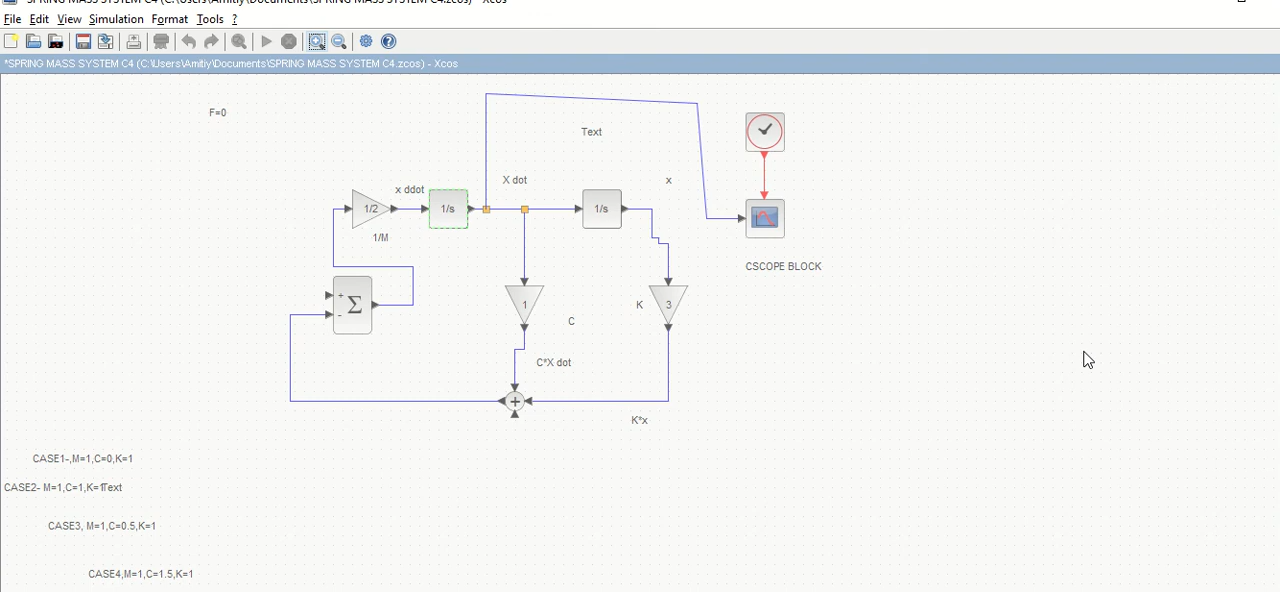 SPRING MASS SYSTEM C4 (C:\Users\Amitiy\Documents\SPRING MASS SYSTEM C4.zcos) - Xcos
File Edit View Simulation Format Tools ?
*SPRING MASS SYSTEM C4 (C:\Users\Amitiy\Documents\SPRING MASS SYSTEM C4.zcos) - Xcos
F=0
Text
X dot
x
x ddot
1/2
1/s
1/s
1/M
CSCOPE BLOCK
+
Σ
-
1
K
3
C
C*X dot
+
K*x
CASE1-,M=1,C=0,K=1
CASE2- M=1,C=1,K=1Text
CASE3, M=1,C=0.5,K=1
CASE4,M=1,C=1.5,K=1